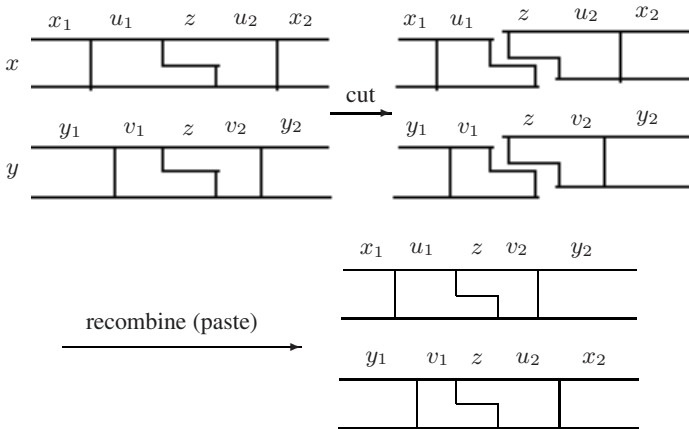 x₁ u₁ z u₂ x₂ x₁ u₁ z u₂ x₂
x
cut
y₁ v₁ z v₂ y₂ y₁ v₁ z v₂ y₂
y
x₁ u₁ z v₂ y₂
recombine (paste)
y₁ v₁ z u₂ x₂